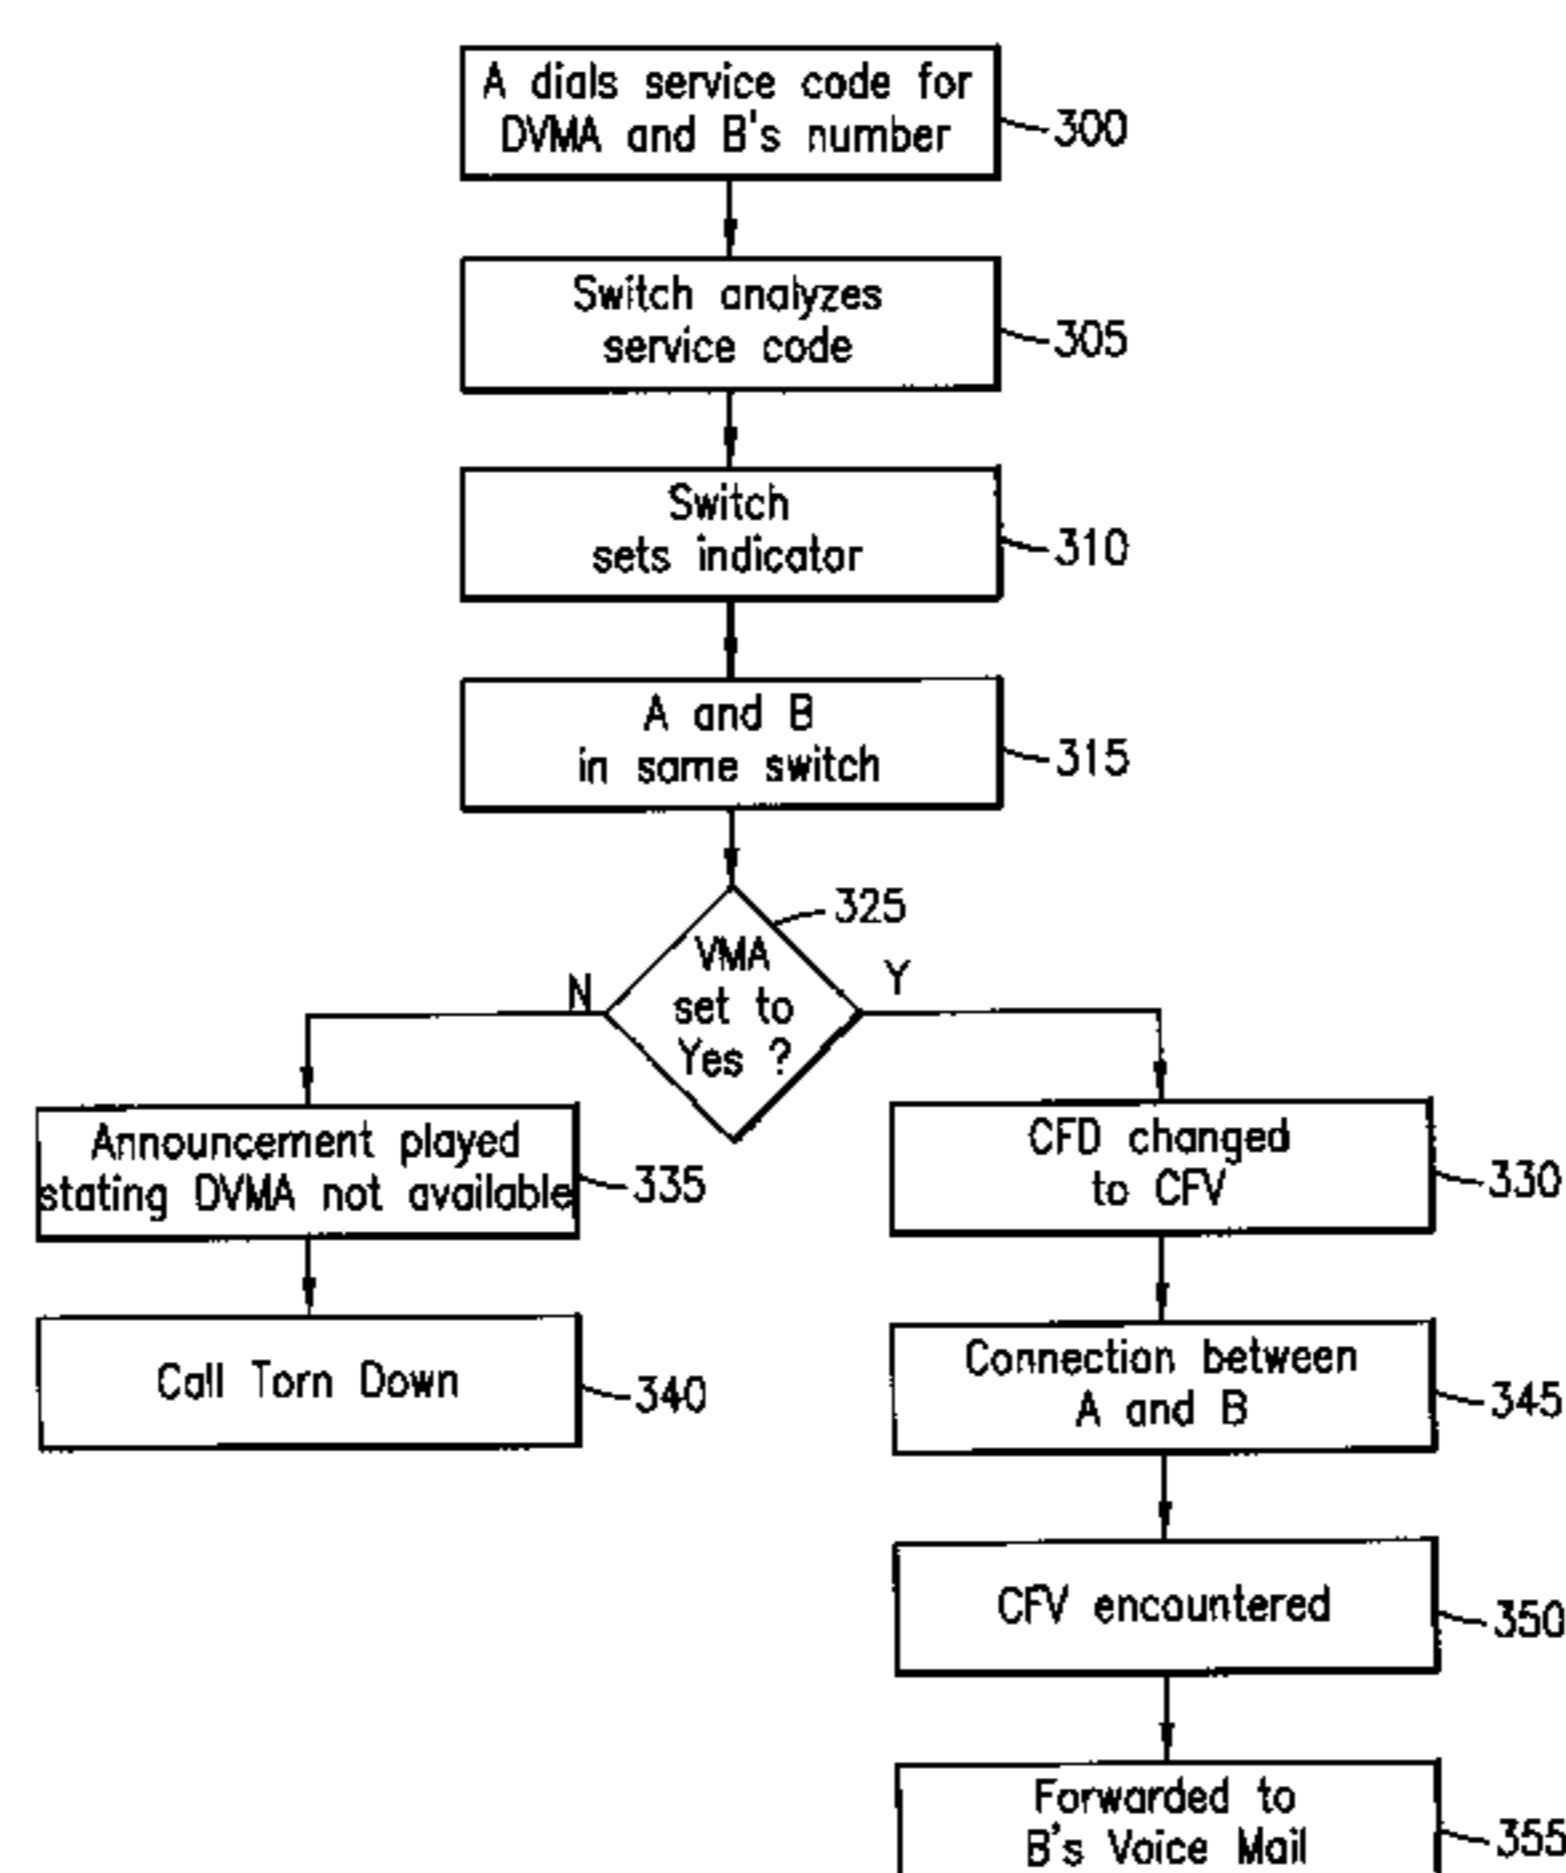 A dials service code for
DVMA and B's number
300
Switch analyzes
service code
305
Switch
sets indicator
310
A and B
in same switch
315
325
VMA
set to
Yes ?
N
Y
Announcement played
stating DVMA not available
335
CFD changed
to CFV
330
Call Torn Down
340
Connection between
A and B
345
CFV encountered
350
Forwarded to
B's Voice Mail
355